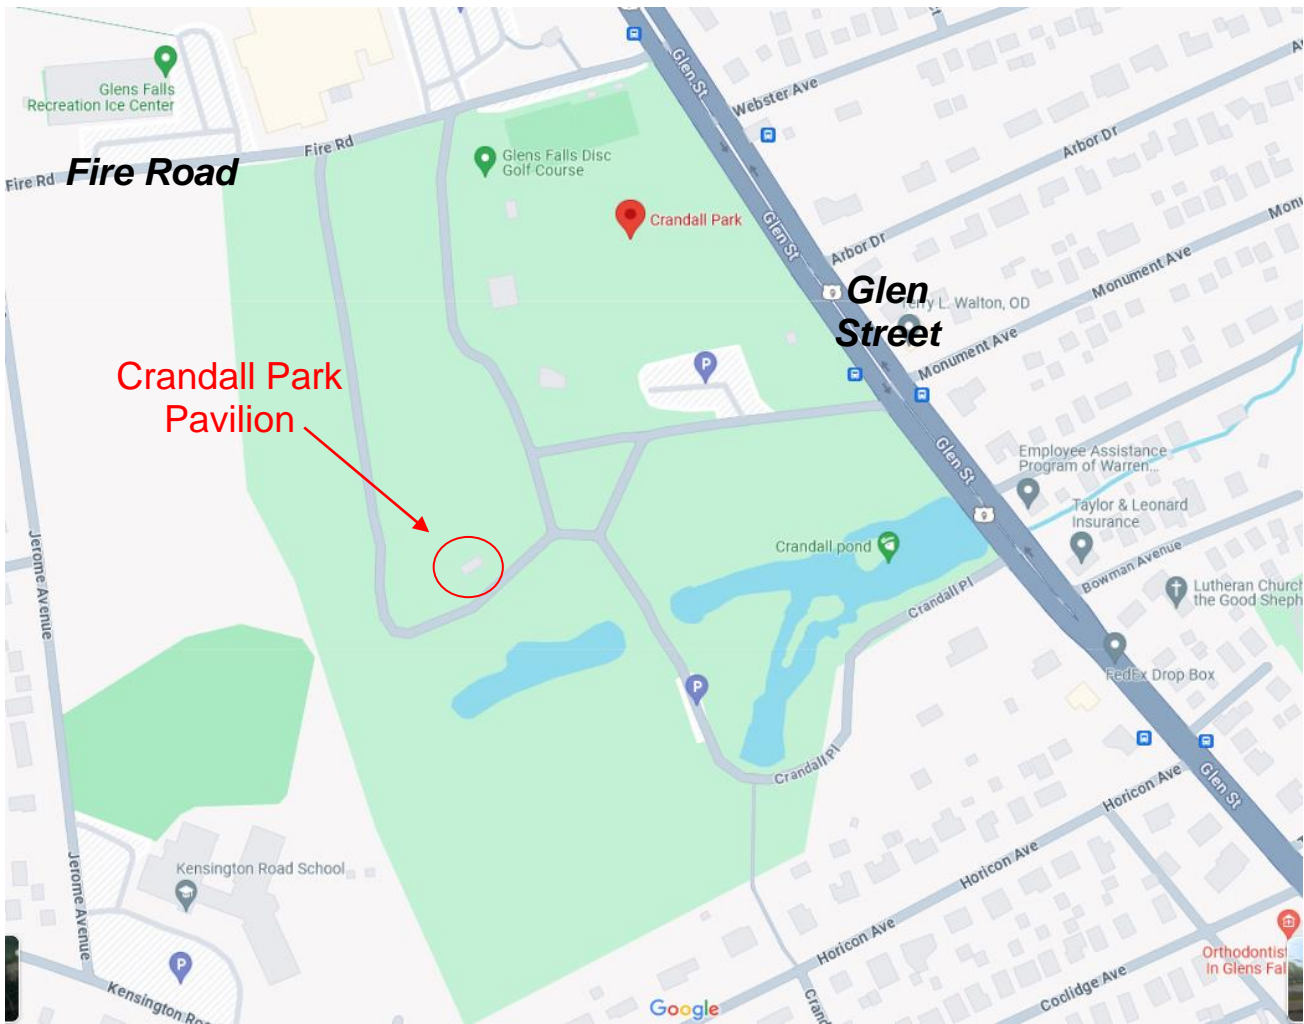 Glen St
Glens Falls
Recreation Ice Center
Webster Ave
Fire Rd
Arbor Dr
Glens Falls Disc
Golf Course
Fire Rd
Fire Road
Crandall Park
Glen St
Arbor Dr
Monument Ave
Glen
Street
Terry L. Walton, OD
P
Monument Ave
Crandall Park
Pavilion
Glen St
Employee Assistance
Program of Warren...
Taylor & Leonard
Insurance
Crandall pond
Jerome Avenue
Bowman Avenue
Crandall Pl
Lutheran Church
the Good Sheph
FedEx Drop Box
P
Crandall Pl
Glen St
Horicon Ave
Kensington Road School
Horicon Ave
Jerome Avenue
Horicon Ave
Orthodontist
In Glens Fal
P
Coolidge Ave
Kensington Ro
Google
Cran